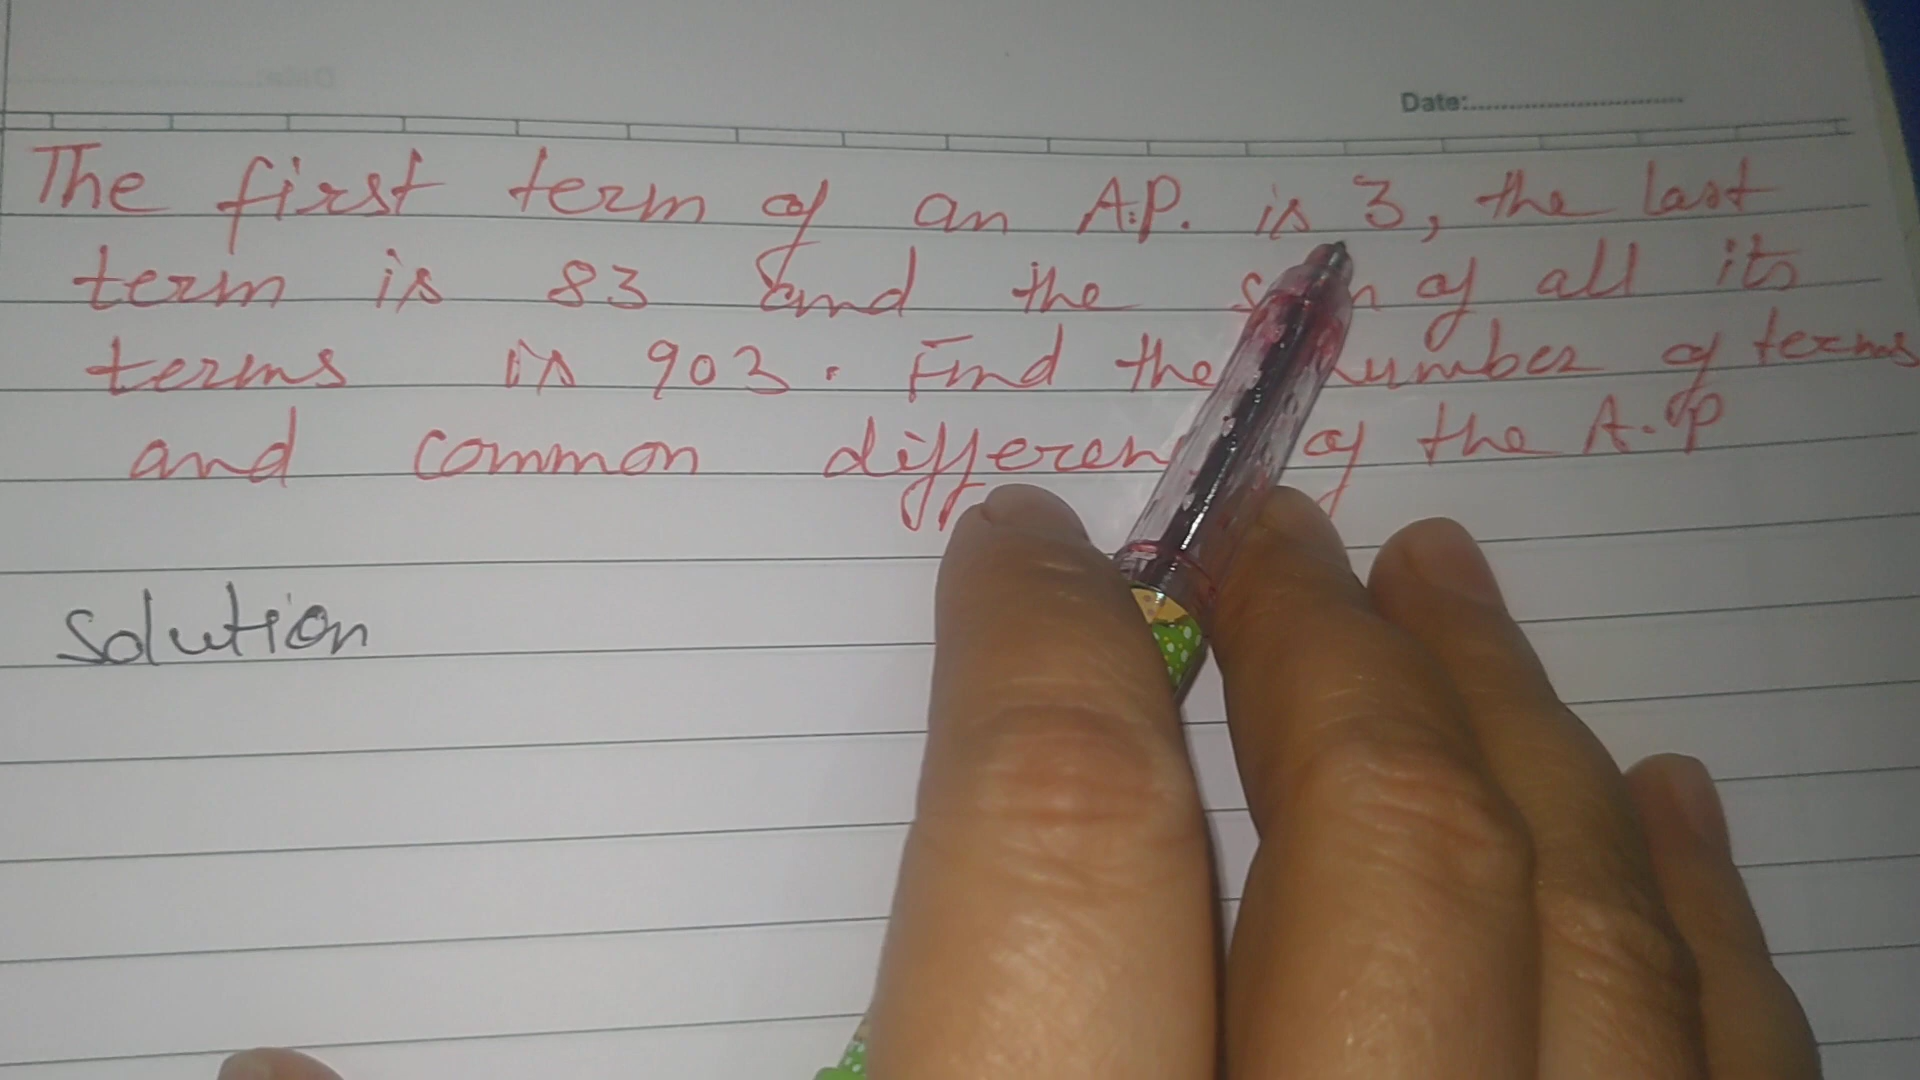 Date:
The first term of an A.P. is 3, the last
term is 83 and the of all its
terms is 903. Find the number of terms
and common of the A.P
Solution